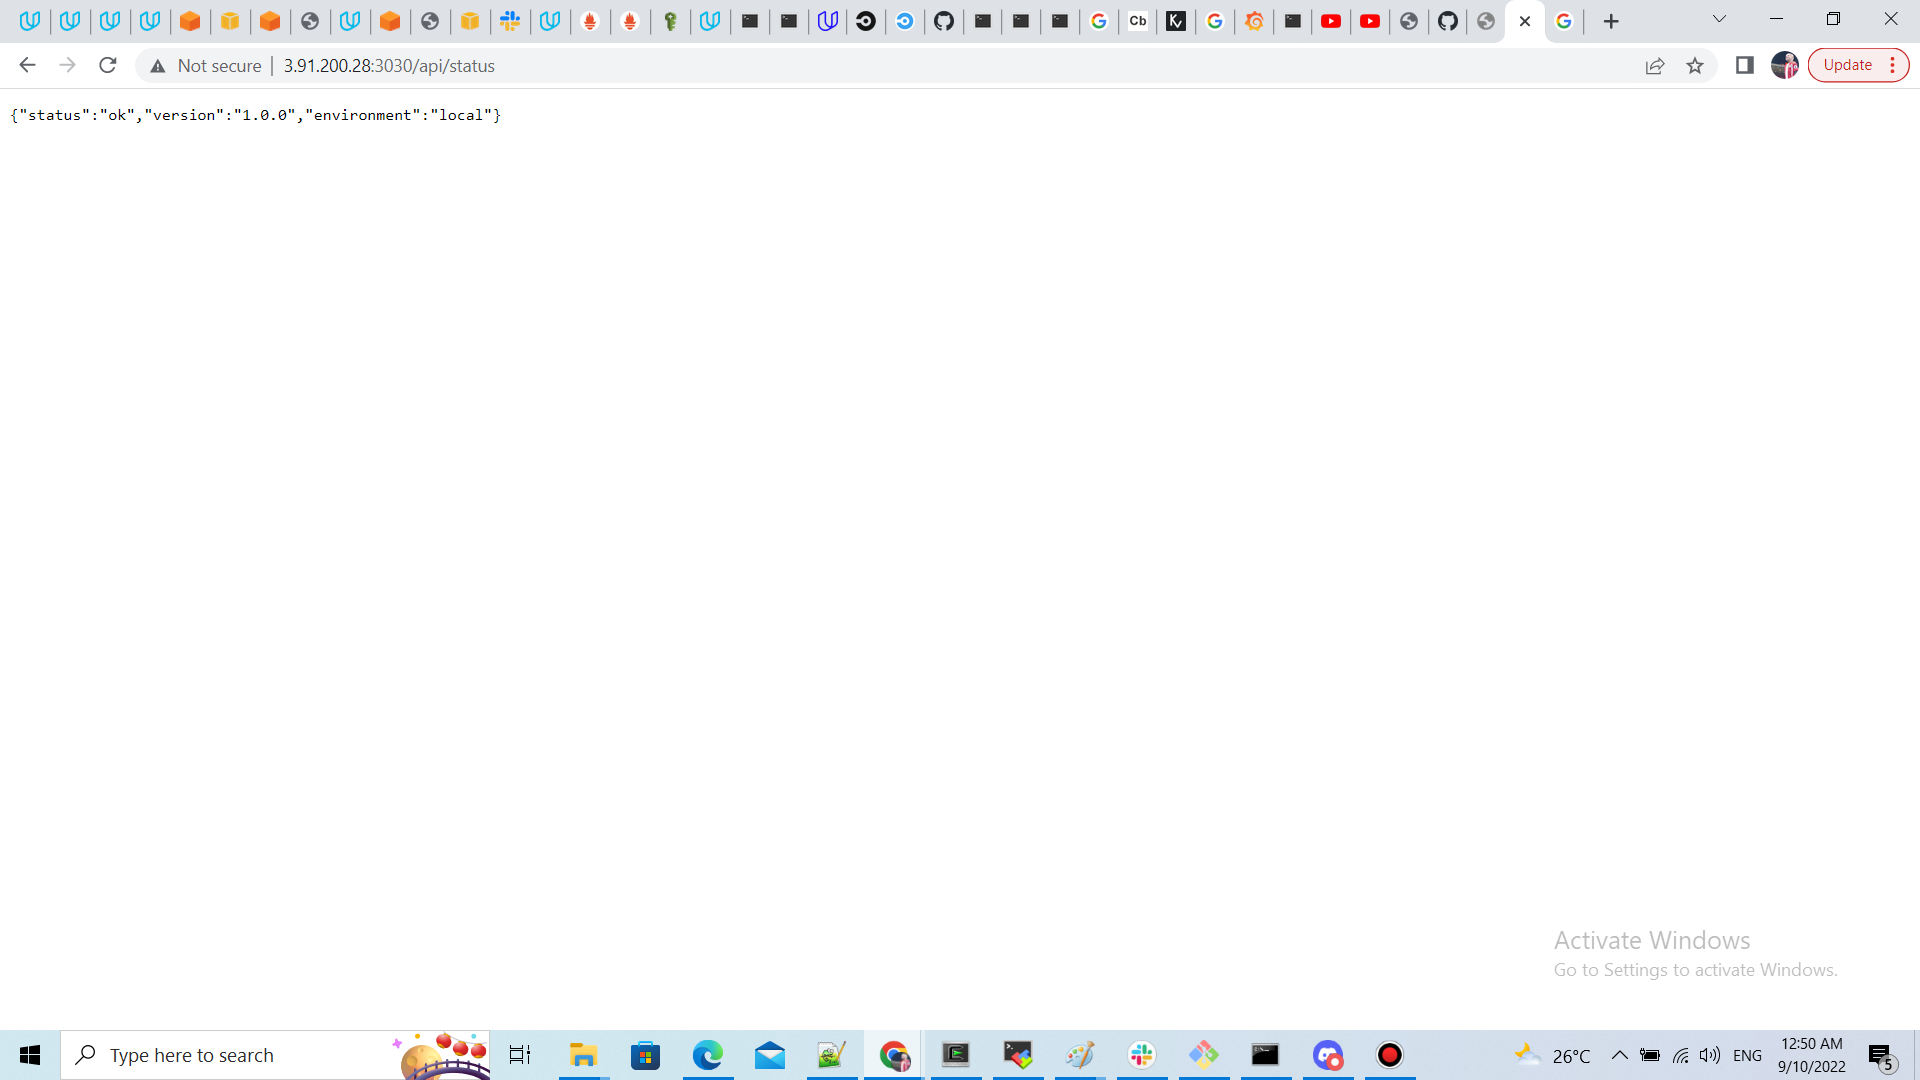 Cb
Not secure | 3.91.200.28:3030/api/status
Update
{"status":"ok","version":"1.0.0","environment":"local"}
Activate Windows
Go to Settings to activate Windows.
Type here to search
26°C
ENG
12:50 AM
9/10/2022
5